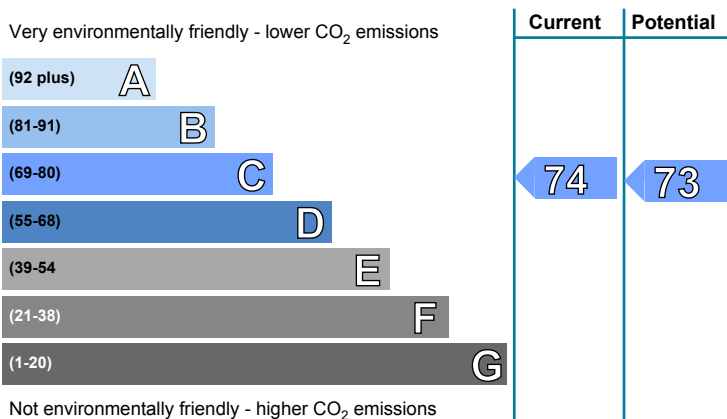 Very environmentally friendly - lower CO₂ emissions
Current
Potential
(92 plus) A
(81-91) B
(69-80) C
(55-68) D
(39-54 E
(21-38) F
(1-20) G
74
73
Not environmentally friendly - higher CO₂ emissions